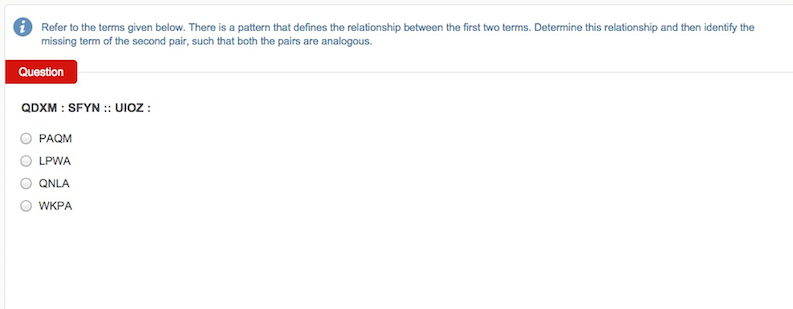 Refer to the terms given below. There is a pattern that defines the relationship between the first two terms. Determine this relationship and then identify the
missing term of the second pair, such that both the pairs are analogous.
Question
QDXM : SFYN :: UIOZ :
PAQM
LPWA
QNLA
WKPA